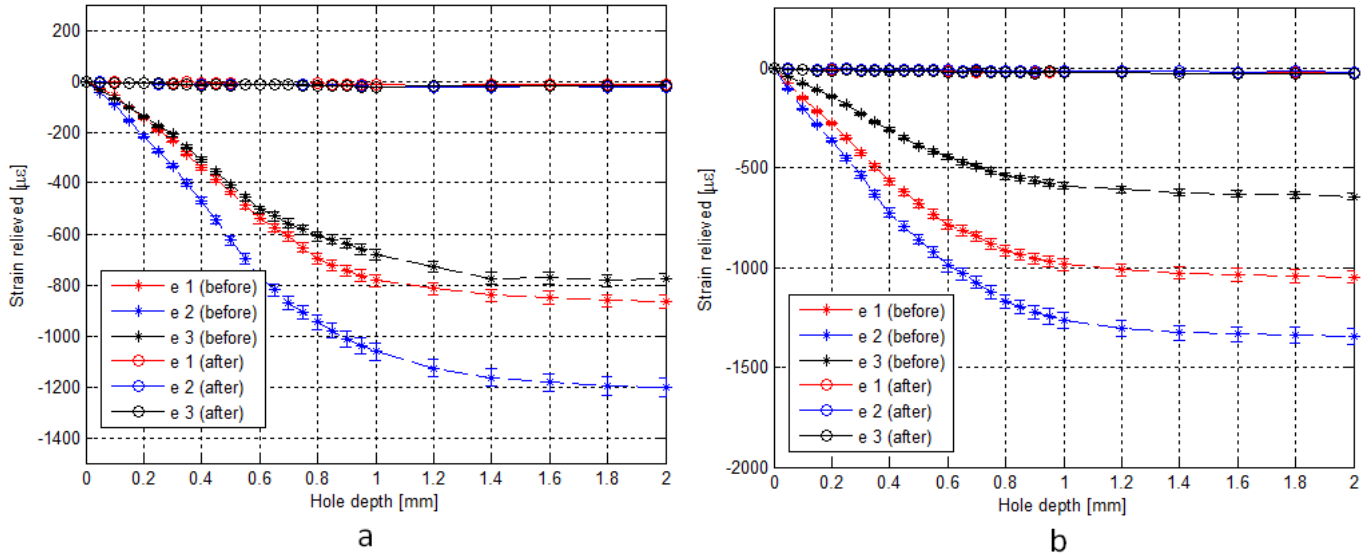 200
0
-200
-400
-600
-800
-1000
-1200
-1400
Strain relieved [µε]
e 1 (before)
e 2 (before)
e 3 (before)
e 1 (after)
e 2 (after)
e 3 (after)
0 0.2 0.4 0.6 0.8 1 1.2 1.4 1.6 1.8 2
Hole depth [mm]
a
0
-500
-1000
-1500
-2000
Strain relieved [µε]
e 1 (before)
e 2 (before)
e 3 (before)
e 1 (after)
e 2 (after)
e 3 (after)
0 0.2 0.4 0.6 0.8 1 1.2 1.4 1.6 1.8 2
Hole depth [mm]
b